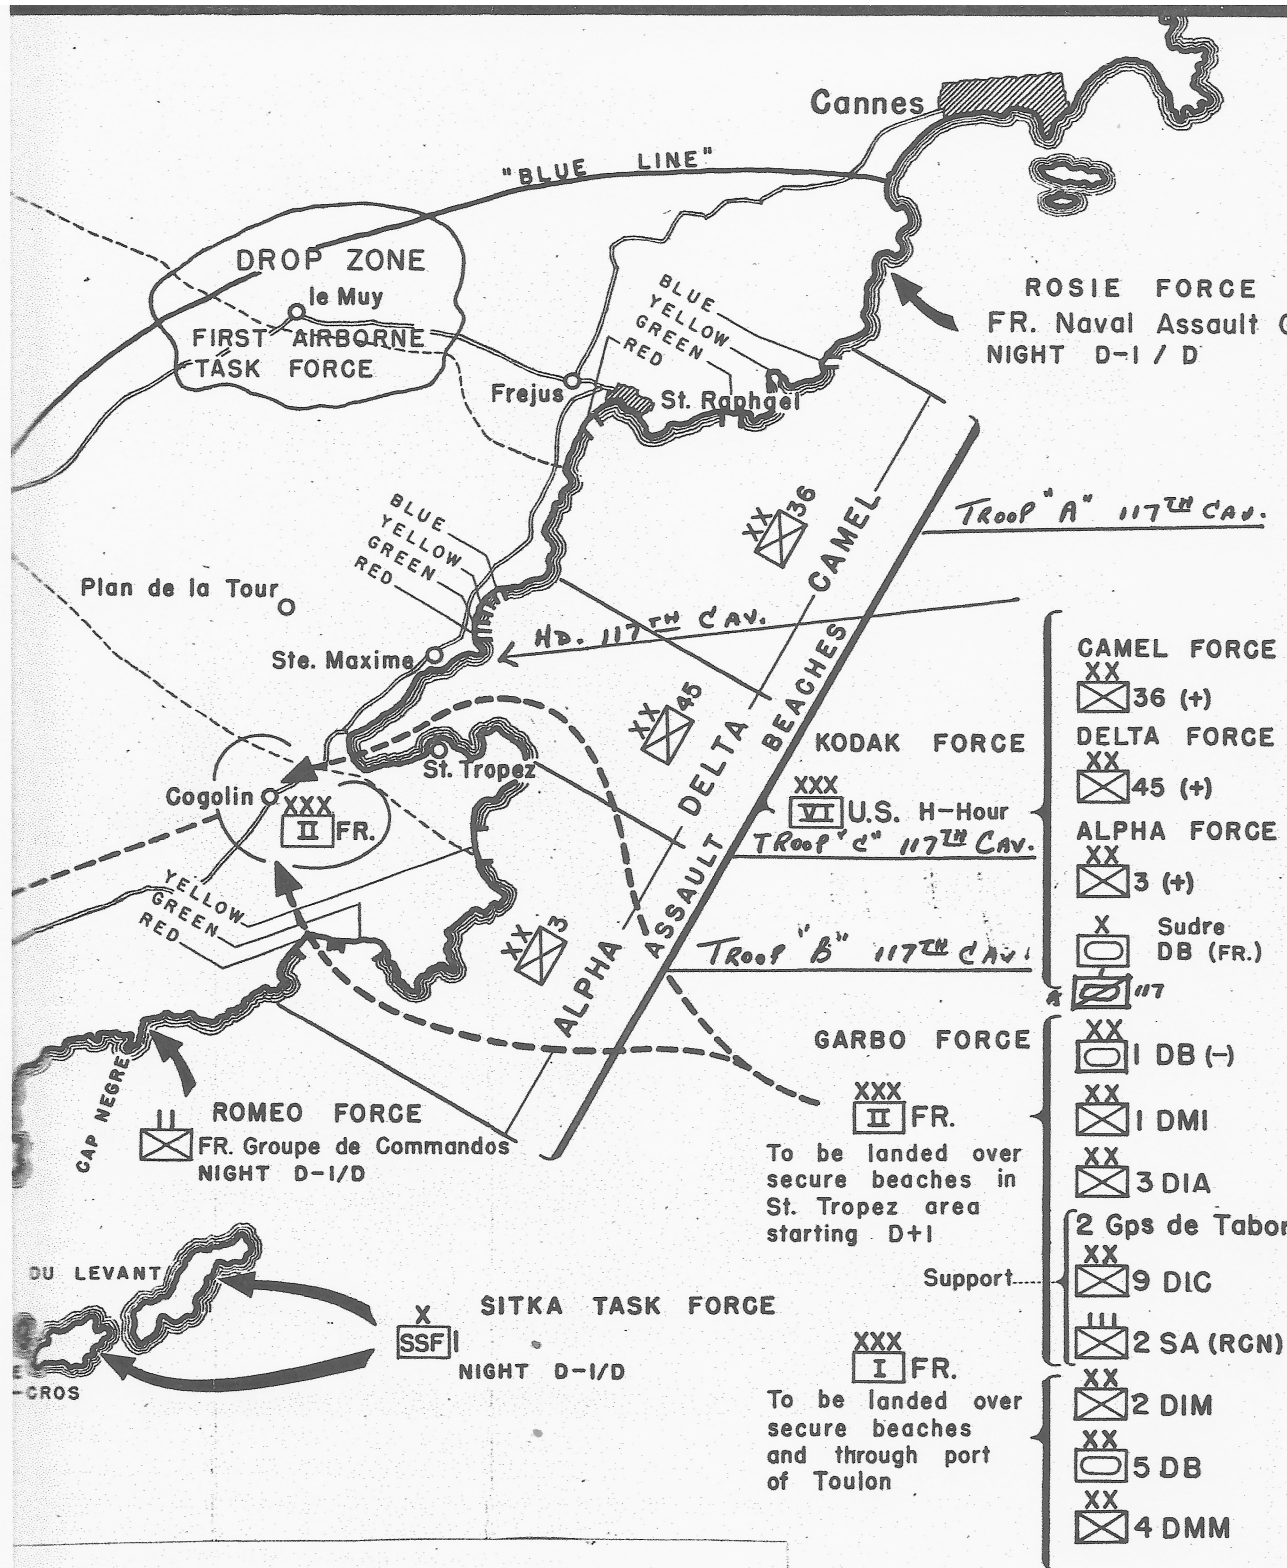 Cannes
"BLUE LINE"
DROP ZONE
le Muy
FIRST AIRBORNE
TASK FORCE
Frejus
BLUE
YELLOW
GREEN
RED
St. Raphael
ROSIE FORCE
FR. Naval Assault
NIGHT D-1 / D
XX 36
CAMEL
TROOP "A" 117TH CAV.
BLUE
YELLOW
GREEN
RED
Plan de la Tour
Ste. Maxime
HD. 117TH CAV.
XX 45
DELTA
ASSAULT BEACHES
St. Tropez
Cogolin
XXX
II FR.
YELLOW
GREEN
RED
XX 3
ALPHA
KODAK FORCE
XXX
VI U.S. H-Hour
TROOP "C" 117TH CAV.
TROOP "B" 117TH CAV.
CAMEL FORCE
XX
36 (+)
DELTA FORCE
XX
45 (+)
ALPHA FORCE
XX
3 (+)
X Sudre
DB (FR.)
A 117
GARBO FORCE
XXX
II FR.
To be landed over
secure beaches in
St. Tropez area
starting D+1
XX
1 DB (-)
XX
1 DMI
XX
3 DIA
2 Gps de Tabor
Support
XX
9 DIC
III
2 SA (RCN)
XXX
I FR.
To be landed over
secure beaches
and through port
of Toulon
XX
2 DIM
XX
5 DB
XX
4 DMM
CAP NEGRE
ROMEO FORCE
II
FR. Groupe de Commandos
NIGHT D-1/D
DU LEVANT
SITKA TASK FORCE
X
SSF 1
NIGHT D-1/D
-CROS